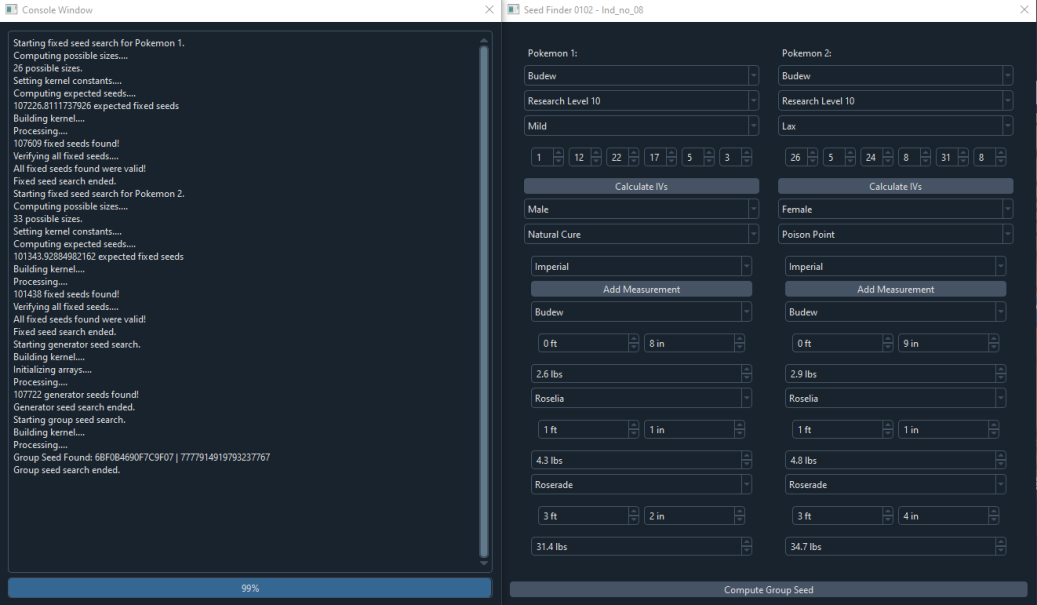 Console Window
Starting fixed seed search for Pokemon 1.
Computing possible sizes....
26 possible sizes.
Setting kernel constants....
Computing expected seeds....
107226.8111737926 expected fixed seeds
Building kernel....
Processing....
107609 fixed seeds found!
Verifying all fixed seeds....
All fixed seeds found were valid!
Fixed seed search ended.
Starting fixed seed search for Pokemon 2.
Computing possible sizes....
33 possible sizes.
Setting kernel constants....
Computing expected seeds....
101343.92884982162 expected fixed seeds
Building kernel....
Processing....
101438 fixed seeds found!
Verifying all fixed seeds....
All fixed seeds found were valid!
Fixed seed search ended.
Starting generator seed search.
Building kernel....
Initializing arrays....
Processing....
107722 generator seeds found!
Generator seed search ended.
Starting group seed search.
Building kernel....
Processing....
Group Seed Found: 6BF0B4690F7C9F07 | 7777914919793237767
Group seed search ended.
99%
Seed Finder 0102 - Ind_no_08
Pokemon 1: Pokemon 2:
Budew Budew
Research Level 10 Research Level 10
Mild Lax
1 12 22 17 5 3 26 5 24 8 31 8
Calculate IVs Calculate IVs
Male Female
Natural Cure Poison Point
Imperial Imperial
Add Measurement Add Measurement
Budew Budew
0 ft 8 in 0 ft 9 in
2.6 lbs 2.9 lbs
Roselia Roselia
1 ft 1 in 1 ft 1 in
4.3 lbs 4.8 lbs
Roserade Roserade
3 ft 2 in 3 ft 4 in
31.4 lbs 34.7 lbs
Compute Group Seed